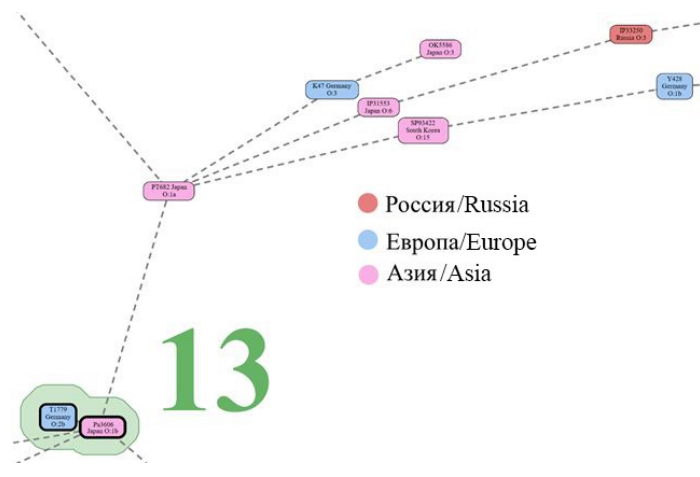 IP33250
Russia O:3
OK5586
Japan O:3
K47 Germany
O:3
Y428
Germany
O:1b
IP31553
Japan O:6
SP93422
South Korea
O:15
PT682 Japan
O:1a
Россия/Russia
Европа/Europe
Азия/Asia
13
T1779
Germany
O:2b
Pa3606
Japan O:1b